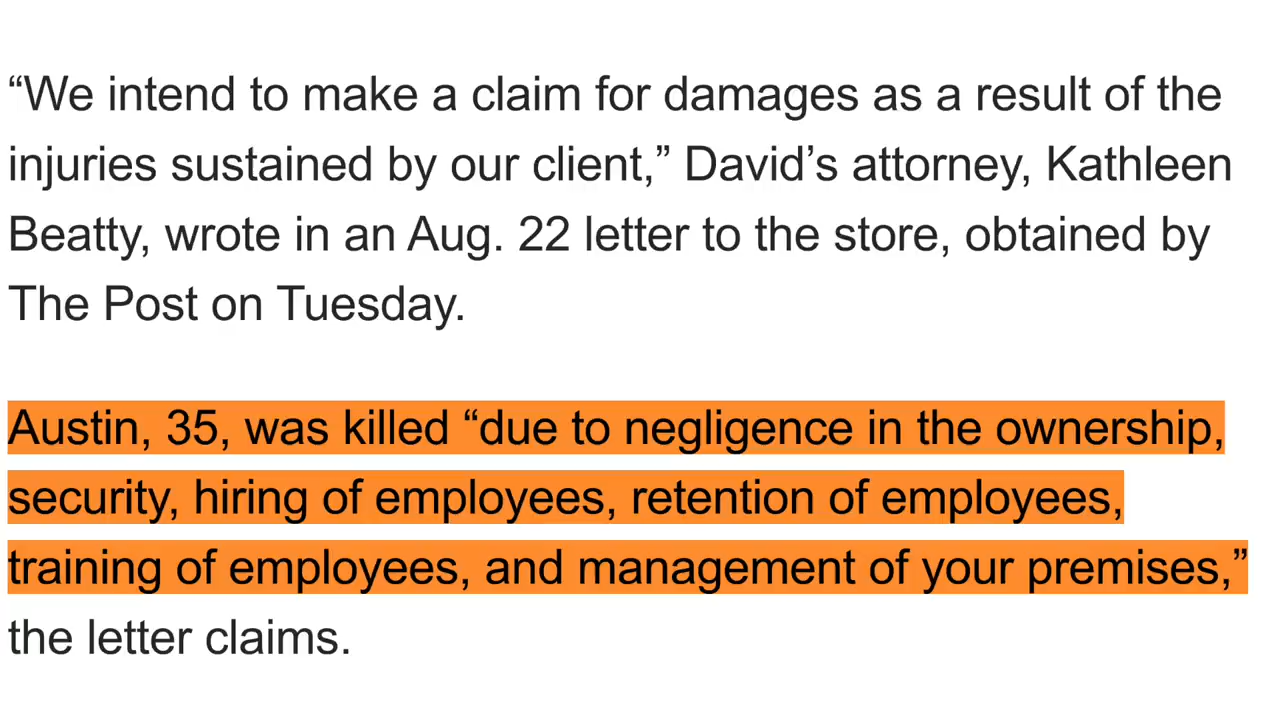 “We intend to make a claim for damages as a result of the
injuries sustained by our client,” David’s attorney, Kathleen
Beatty, wrote in an Aug. 22 letter to the store, obtained by
The Post on Tuesday.
Austin, 35, was killed “due to negligence in the ownership,
security, hiring of employees, retention of employees,
training of employees, and management of your premises,”
the letter claims.